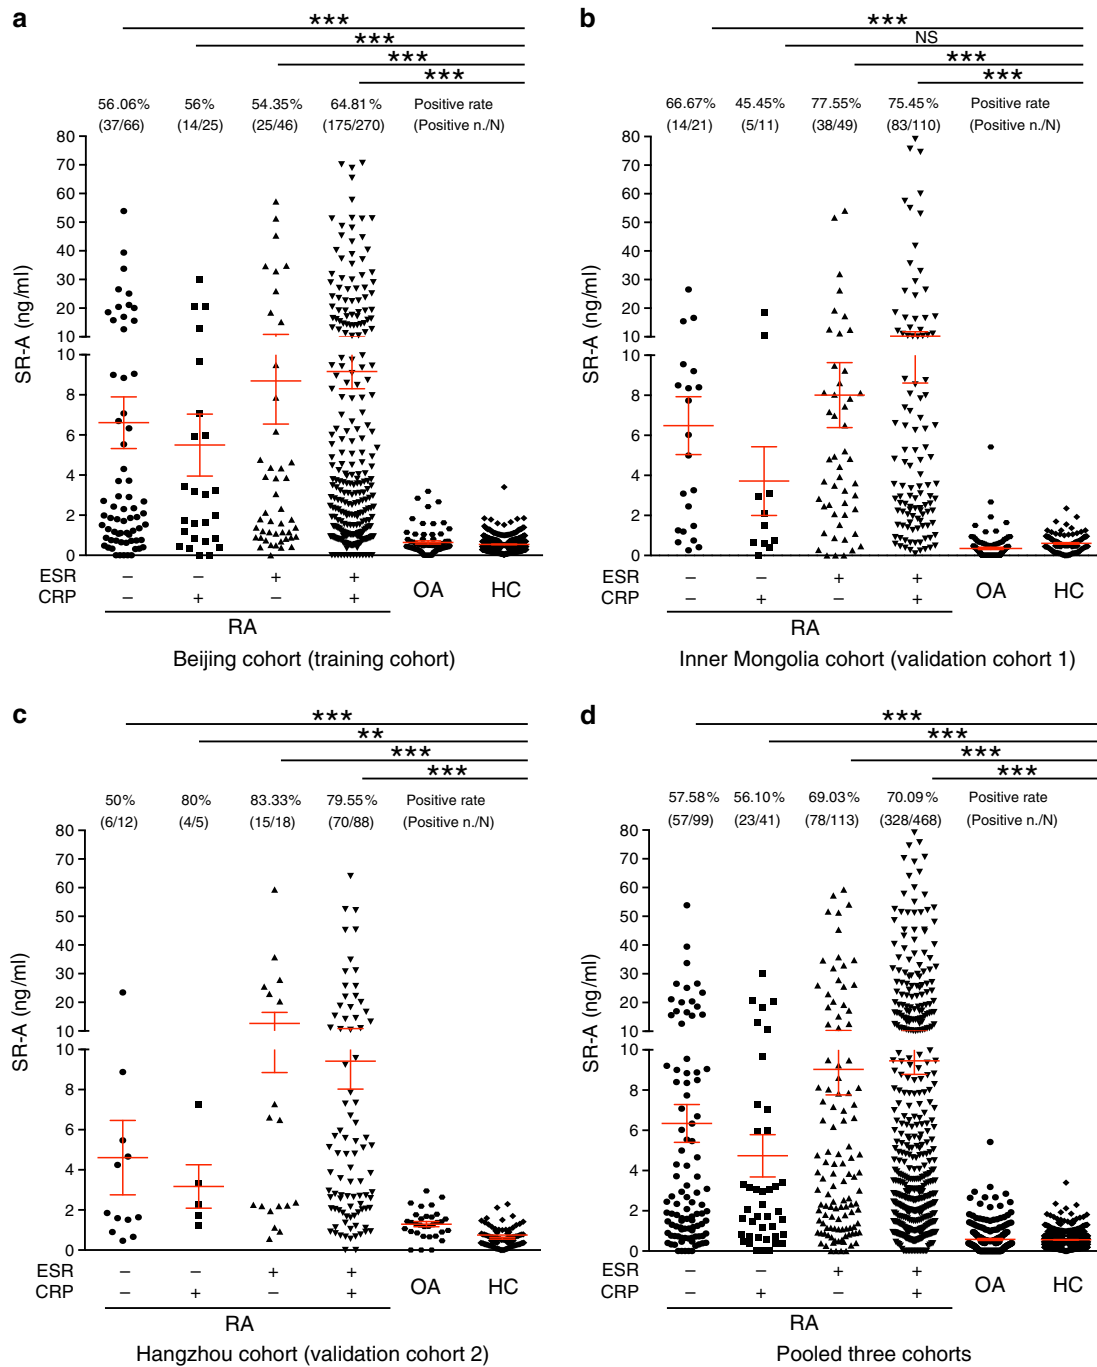 a
***
***
***
***
56.06% 56% 54.35% 64.81% Positive rate
(37/66) (14/25) (25/46) (175/270) (Positive n./N)
80
70
60
50
40
30
20
10
10
8
6
4
2
0
SR-A (ng/ml)
ESR – – + +
CRP – + – +
OA HC
RA
Beijing cohort (training cohort)
b
***
NS
***
***
66.67% 45.45% 77.55% 75.45% Positive rate
(14/21) (5/11) (38/49) (83/110) (Positive n./N)
80
70
60
50
40
30
20
10
10
8
6
4
2
0
SR-A (ng/ml)
ESR – – + +
CRP – + – +
OA HC
RA
Inner Mongolia cohort (validation cohort 1)
c
***
**
***
***
50% 80% 83.33% 79.55% Positive rate
(6/12) (4/5) (15/18) (70/88) (Positive n./N)
80
70
60
50
40
30
20
10
10
8
6
4
2
0
SR-A (ng/ml)
ESR – – + +
CRP – + – +
OA HC
RA
Hangzhou cohort (validation cohort 2)
d
***
***
***
***
57.58% 56.10% 69.03% 70.09% Positive rate
(57/99) (23/41) (78/113) (328/468) (Positive n./N)
80
70
60
50
40
30
20
10
10
8
6
4
2
0
SR-A (ng/ml)
ESR – – + +
CRP – + – +
OA HC
RA
Pooled three cohorts